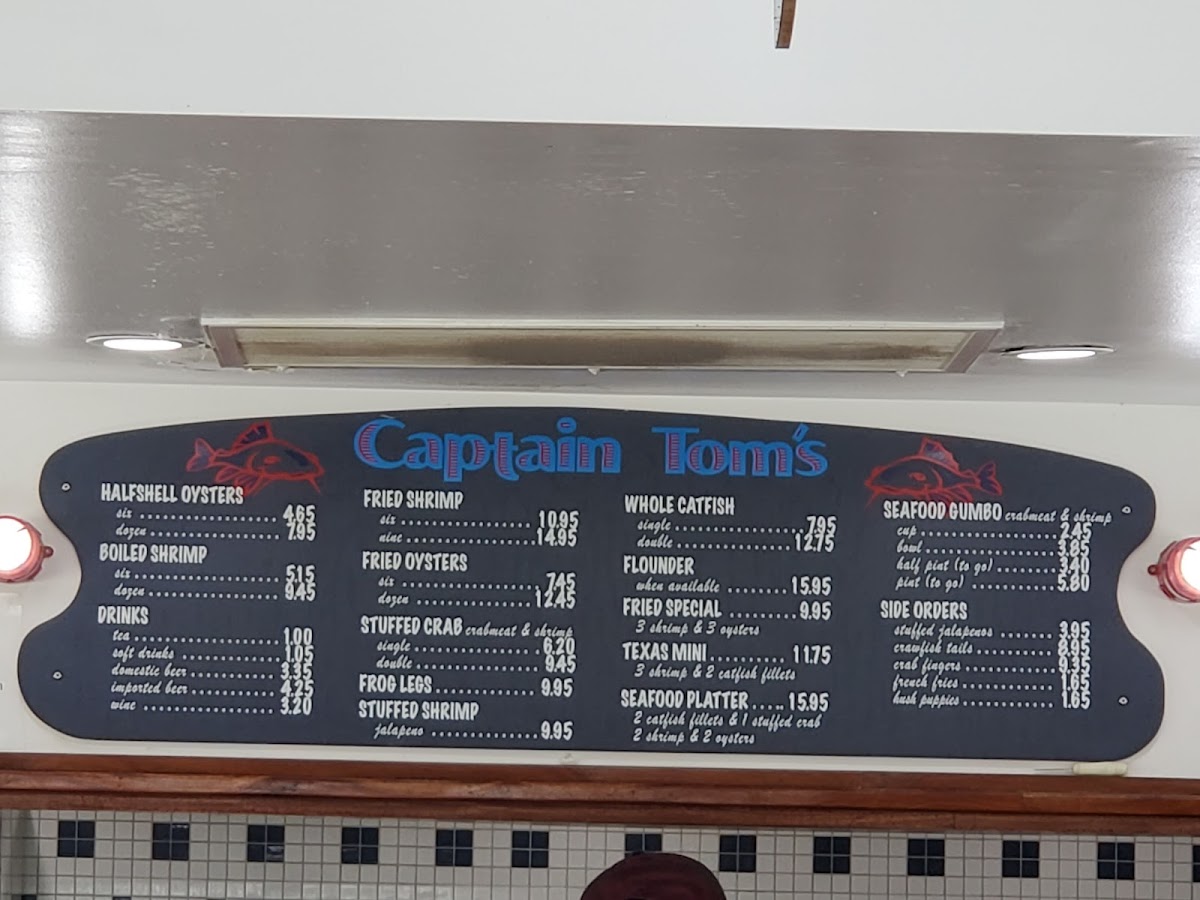 Captain Tom's
HALFSHELL OYSTERS
six ................ 4.65
dozen ................ 7.95
BOILED SHRIMP
six ................ 5.15
dozen ................ 9.45
DRINKS
tea ................ 1.00
soft drinks ................ 1.05
domestic beer ................ 3.35
imported beer ................ 4.25
wine ................ 3.20
FRIED SHRIMP
six ................ 10.95
nine ................ 14.95
FRIED OYSTERS
six ................ 7.45
dozen ................ 12.45
STUFFED CRAB crabmeat & shrimp
single ................ 6.20
double ................ 9.45
FROG LEGS ................ 9.95
STUFFED SHRIMP
jalapeno ................ 9.95
WHOLE CATFISH
single ................ 7.95
double ................ 12.75
FLOUNDER
when available ................ 15.95
FRIED SPECIAL ................ 9.95
3 shrimp & 3 oysters
TEXAS MINI ................ 11.75
3 shrimp & 2 catfish fillets
SEAFOOD PLATTER ..... 15.95
2 catfish fillets & 1 stuffed crab
2 shrimp & 2 oysters
SEAFOOD GUMBO crabmeat & shrimp
cup ................ 2.45
bowl ................ 3.85
half pint (to go) ................ 3.40
pint (to go) ................ 5.80
SIDE ORDERS
stuffed jalapenos ....... 3.95
crawfish tails ................ 8.95
crab fingers ................ 9.35
french fries ................ 1.65
hush puppies ................ 1.65